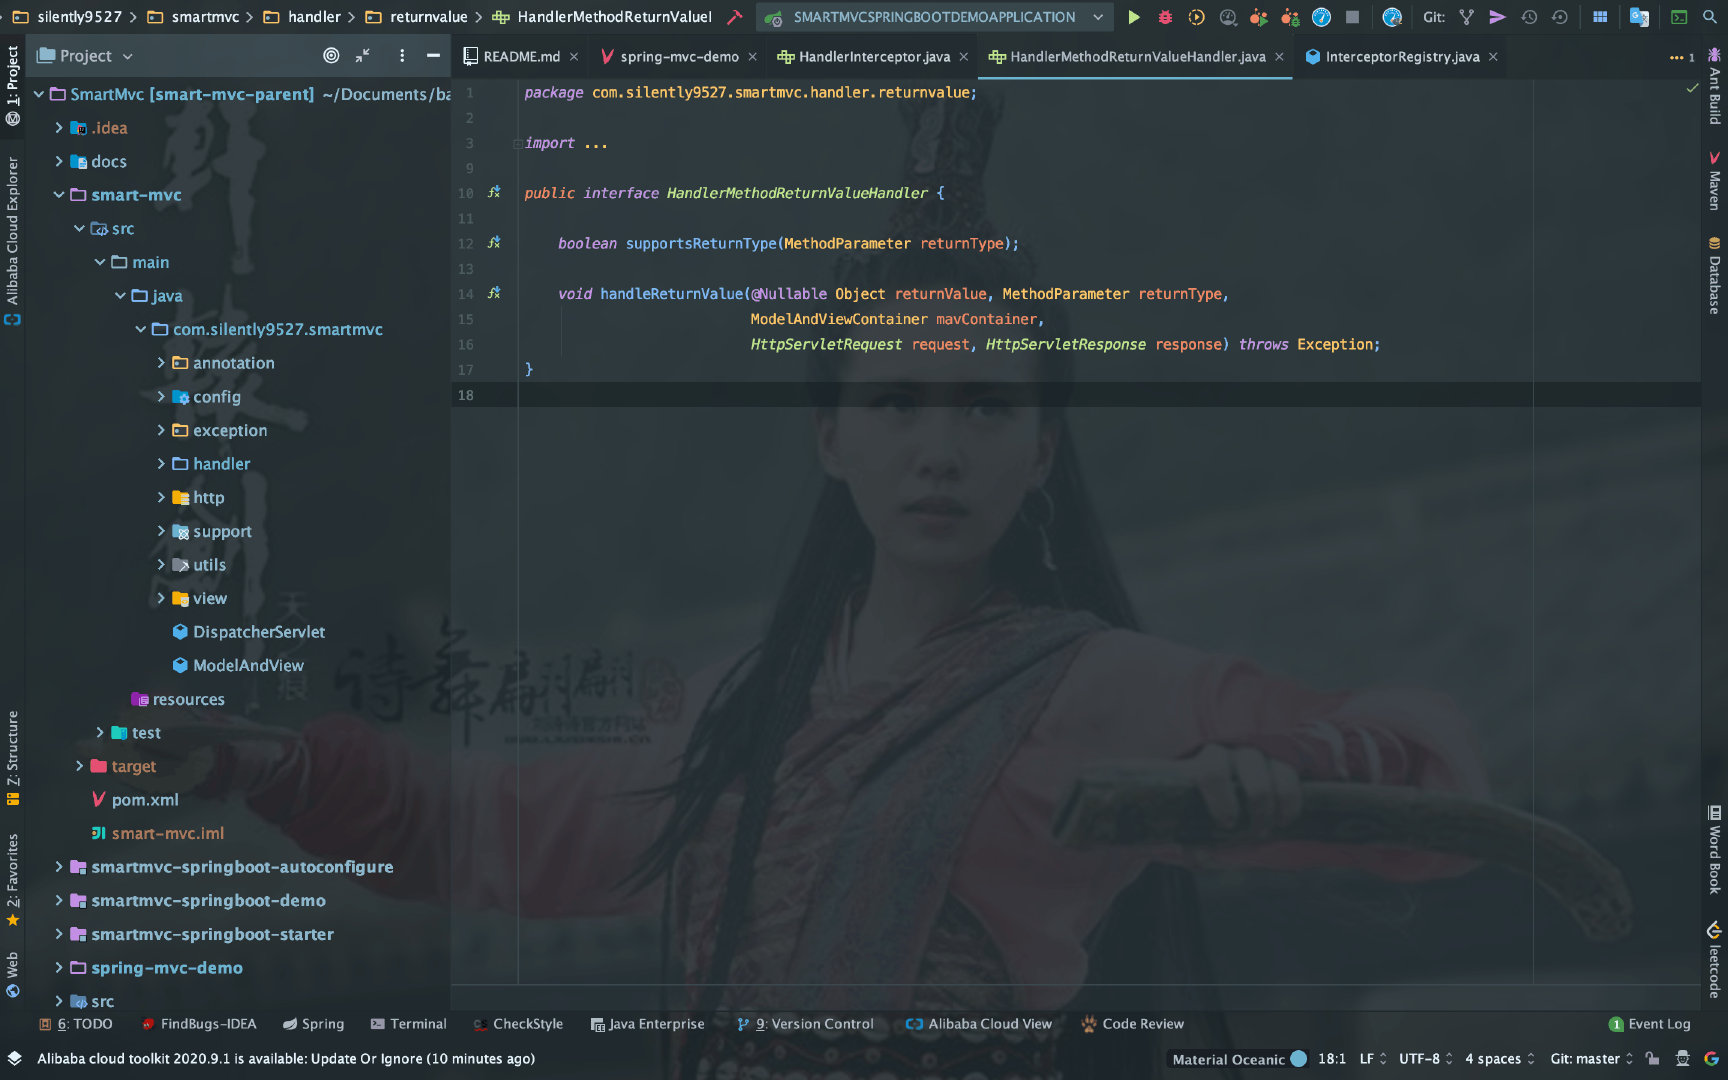 silently9527
smartmvc
handler
returnvalue
HandlerMethodReturnValueI
SMARTMVCSPRINGBOOTDEMOAPPLICATION
Git:
Project
README.md
spring-mvc-demo
HandlerInterceptor.java
HandlerMethodReturnValueHandler.java
InterceptorRegistry.java
1
1: Project
Alibaba Cloud Explorer
Z: Structure
2: Favorites
Web
SmartMvc [smart-mvc-parent] ~/Documents/ba
.idea
docs
smart-mvc
src
main
java
com.silently9527.smartmvc
annotation
config
exception
handler
http
support
utils
view
DispatcherServlet
ModelAndView
resources
test
target
pom.xml
smart-mvc.iml
smartmvc-springboot-autoconfigure
smartmvc-springboot-demo
smartmvc-springboot-starter
spring-mvc-demo
src
1 package com.silently9527.smartmvc.handler.returnvalue;
2
3 import ...
9
10 public interface HandlerMethodReturnValueHandler {
11
12 boolean supportsReturnType(MethodParameter returnType);
13
14 void handleReturnValue(@Nullable Object returnValue, MethodParameter returnType,
15 ModelAndViewContainer mavContainer,
16 HttpServletRequest request, HttpServletResponse response) throws Exception;
17 }
18
诗舞翩翩
Ant Build
Maven
Database
Word Book
leetcode
6: TODO
FindBugs-IDEA
Spring
Terminal
CheckStyle
Java Enterprise
9: Version Control
Alibaba Cloud View
Code Review
1 Event Log
Alibaba cloud toolkit 2020.9.1 is available: Update Or Ignore (10 minutes ago)
Material Oceanic
18:1
LF
UTF-8
4 spaces
Git: master